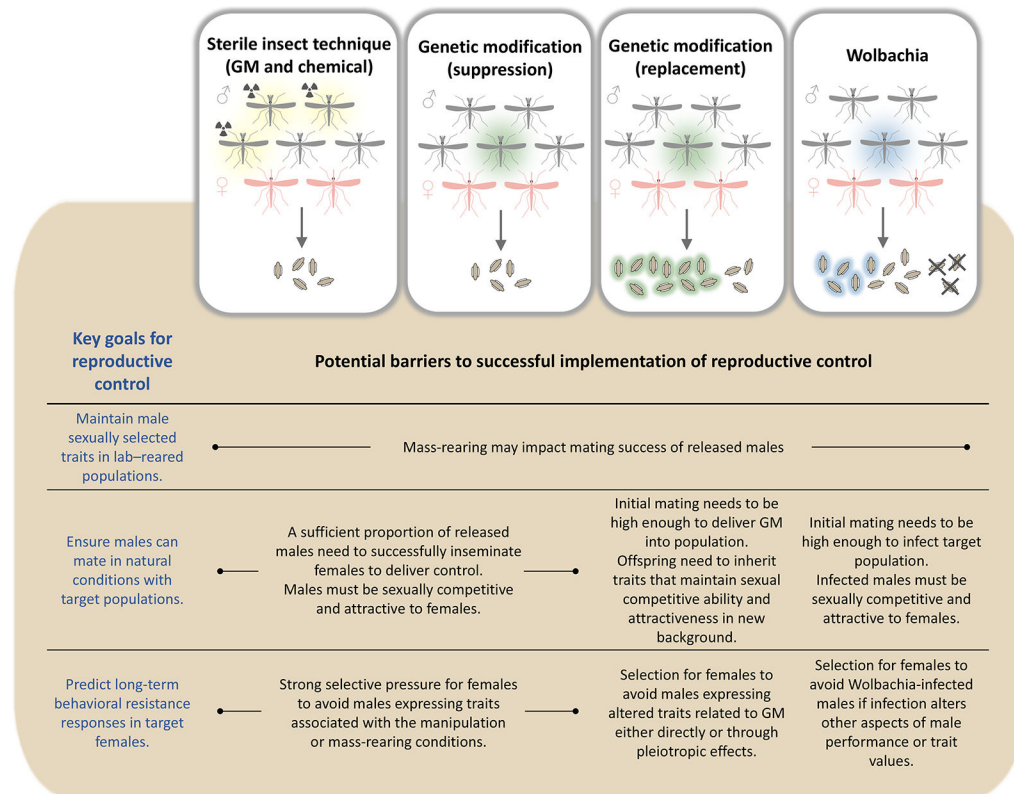 Sterile insect technique
(GM and chemical)
Genetic modification
(suppression)
Genetic modification
(replacement)
Wolbachia
♂
♀
♂
♀
♂
♀
♂
♀
Key goals for
reproductive
control
Potential barriers to successful implementation of reproductive control
Maintain male
sexually selected
traits in lab–reared
populations.
Mass-rearing may impact mating success of released males
Ensure males can
mate in natural
conditions with
target populations.
A sufficient proportion of released
males need to successfully inseminate
females to deliver control.
Males must be sexually competitive
and attractive to females.
Initial mating needs to be
high enough to deliver GM
into population.
Offspring need to inherit
traits that maintain sexual
competitive ability and
attractiveness in new
background.
Initial mating needs to be
high enough to infect target
population.
Infected males must be
sexually competitive and
attractive to females.
Predict long-term
behavioral resistance
responses in target
females.
Strong selective pressure for females
to avoid males expressing traits
associated with the manipulation
or mass-rearing conditions.
Selection for females to
avoid males expressing
altered traits related to GM
either directly or through
pleiotropic effects.
Selection for females to
avoid Wolbachia-infected
males if infection alters
other aspects of male
performance or trait
values.